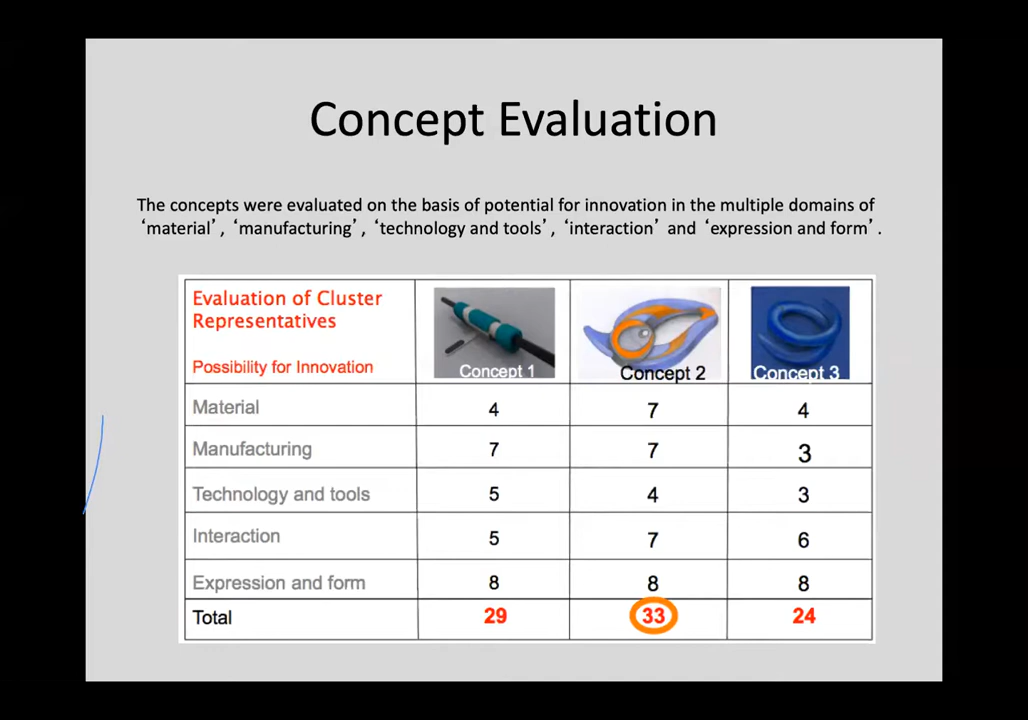 Concept Evaluation
The concepts were evaluated on the basis of potential for innovation in the multiple domains of
‘material’, ‘manufacturing’, ‘technology and tools’, ‘interaction’ and ‘expression and form’.
Evaluation of Cluster
Representatives
Possibility for Innovation
Concept 1 Concept 2 Concept 3
Material 4 7 4
Manufacturing 7 7 3
Technology and tools 5 4 3
Interaction 5 7 6
Expression and form 8 8 8
Total 29 33 24